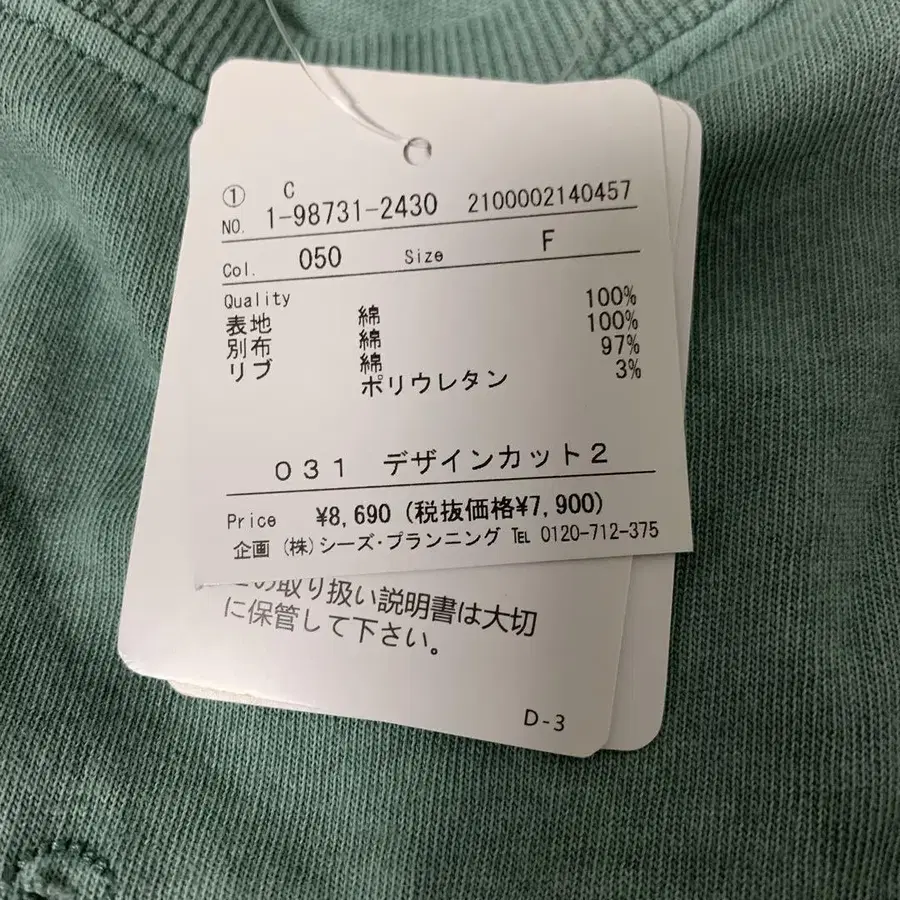 ① C
NO. 1-98731-2430 2100002140457
Col. 050 Size F
Quality
表地 綿 100%
別布 綿 100%
リブ 綿 97%
ポリウレタン 3%
031 デザインカット2
Price ¥8,690 (税抜価格¥7,900)
企画 (株)シーズ・プランニング ℡ 0120-712-375
この取り扱い説明書は大切
に保管して下さい。
D-3